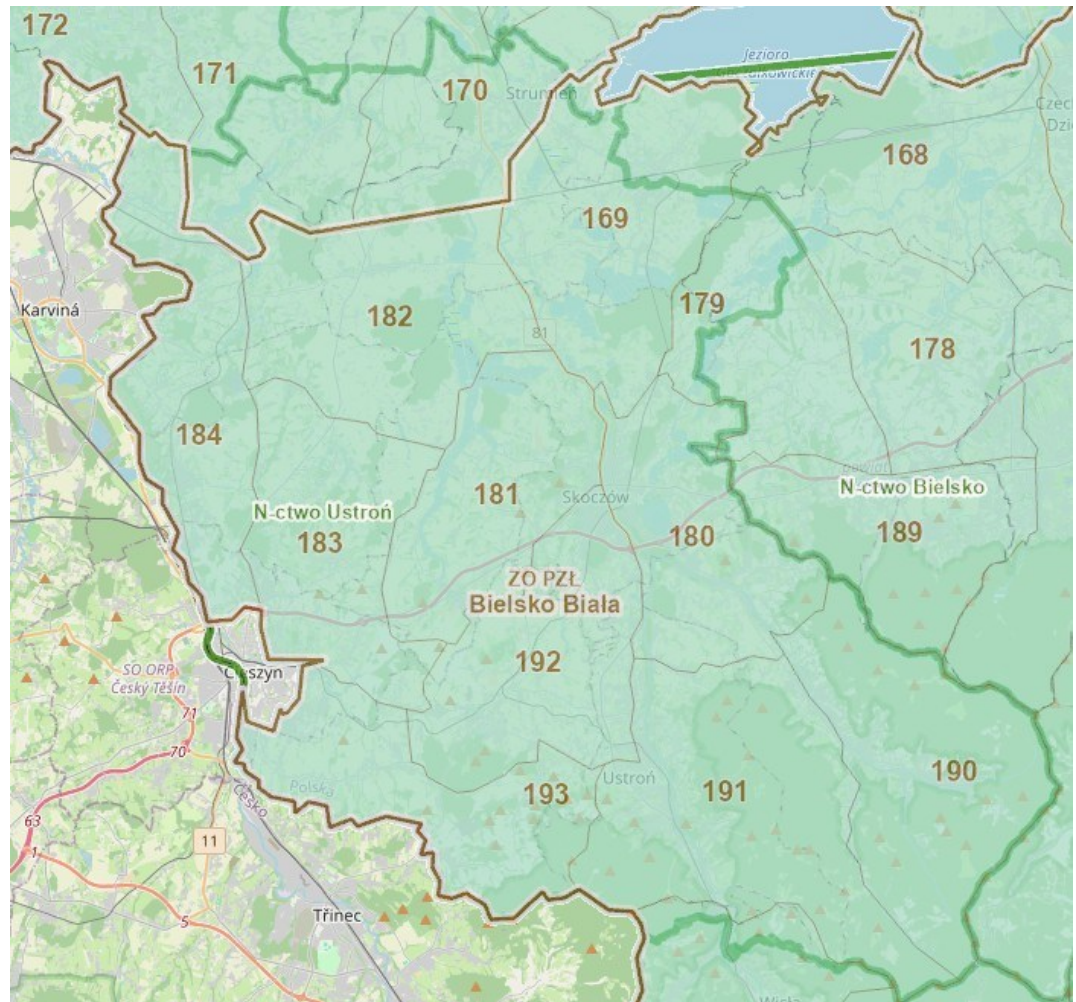 172
171
170
Strumień
Jezioro
168
169
179
Karviná
182
81
178
184
181
Skoczów
powiat
N-ctwo Ustroń
183
180
N-ctwo Bielsko
189
ZO PZŁ
Bielsko Biała
192
SO ORP
Český Těšín
71
70
Polska
Česko
193
Ustroń
191
190
63
1
11
5
Třinec
Wisła